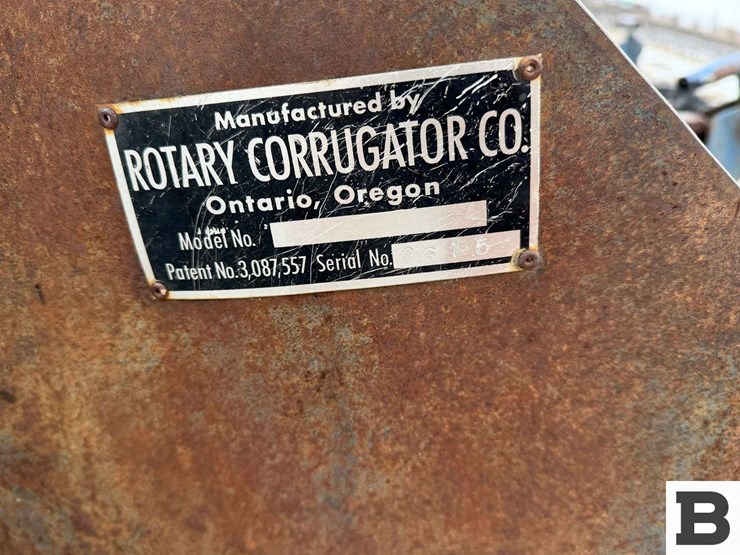 Manufactured by
ROTARY CORRUGATOR CO.
Ontario, Oregon
Model No.
Patent No. 3,087,557 Serial No.
B